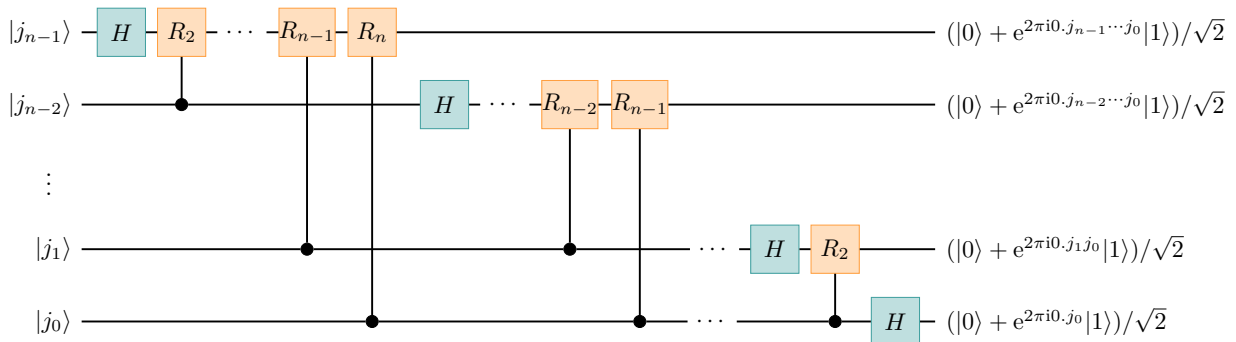 |j_{n−1}⟩ H R_2 ⋯ R_{n−1} R_n (|0⟩ + e^{2πi0.j_{n−1}⋯j_0}|1⟩)/√2
|j_{n−2}⟩ H ⋯ R_{n−2} R_{n−1} (|0⟩ + e^{2πi0.j_{n−2}⋯j_0}|1⟩)/√2
⋮
|j_1⟩ ⋯ H R_2 (|0⟩ + e^{2πi0.j_1j_0}|1⟩)/√2
|j_0⟩ ⋯ H (|0⟩ + e^{2πi0.j_0}|1⟩)/√2